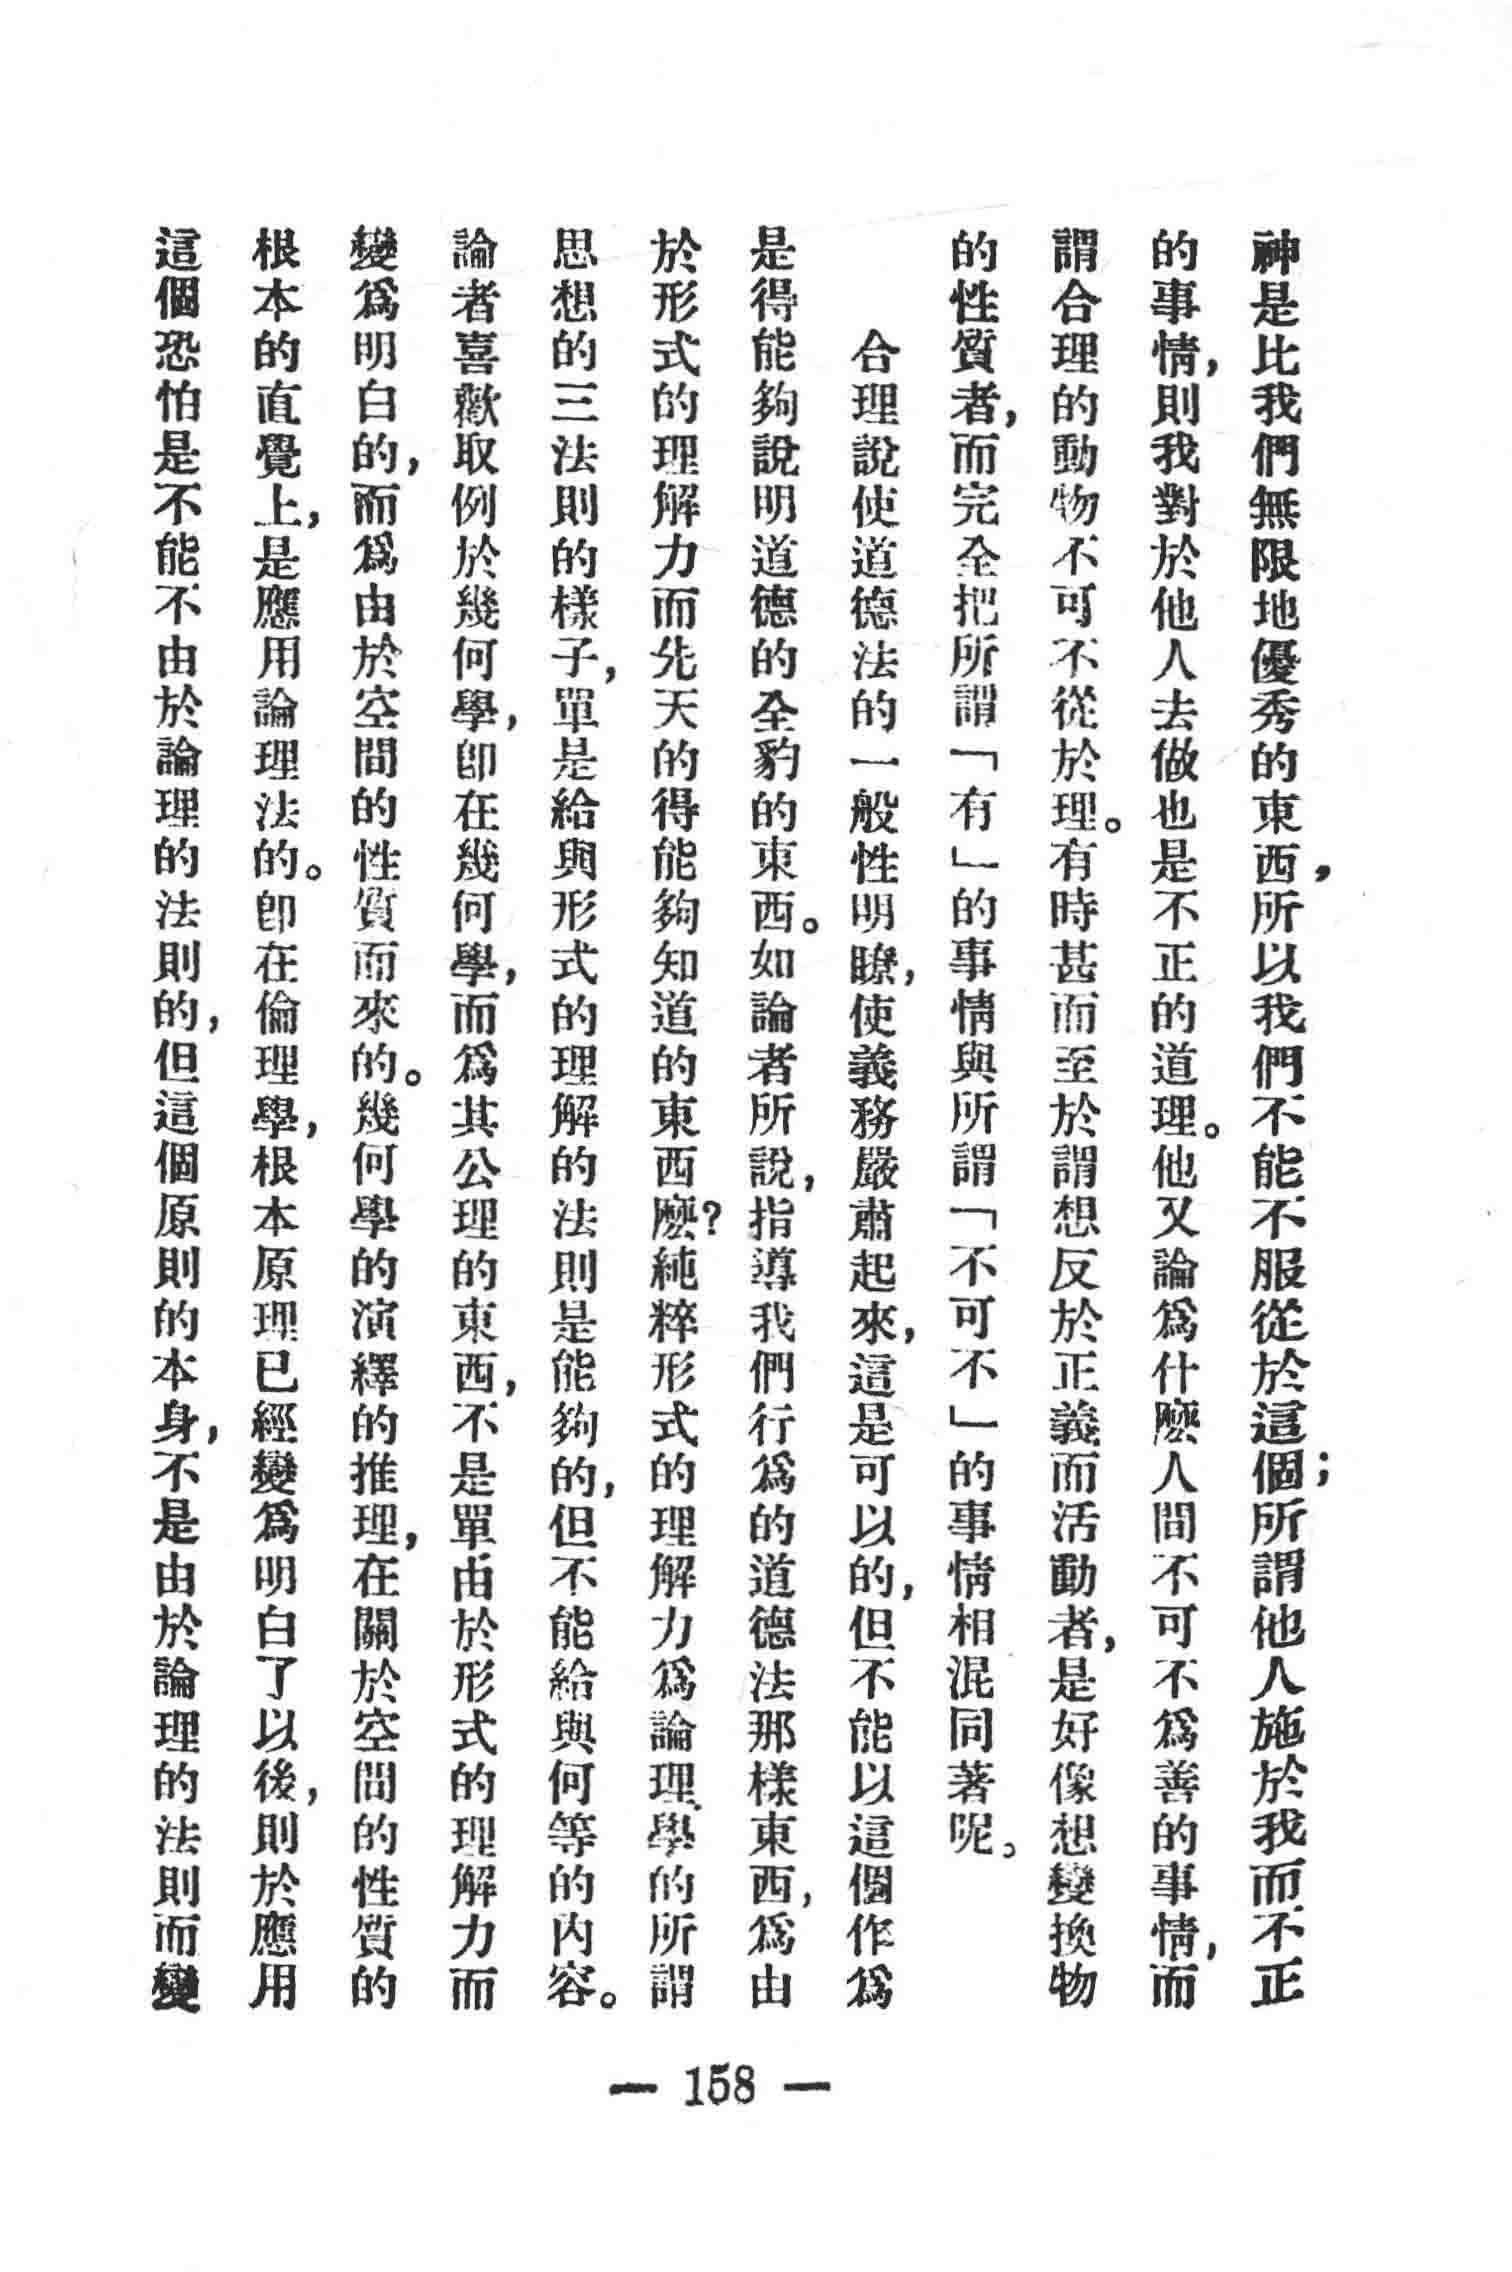 神是比我們無限地優秀的東西，所以我們不能不服從於這個；所謂他人施於我而不正
的事情，則我對於他人去做也是不正的道理。他又論爲什麼人間不可不爲善的事情，而
謂合理的動物不可不從於理。有時甚而至於謂想反於正義而活動者，是好像想變換物
的性質者，而完全把所謂「有」的事情與所謂「不可不」的事情相混同著呢。
合理說使道德法的一般性明瞭，使義務嚴肅起來，這是可以的，但不能以這個作爲
是得能夠說明道德的全豹的東西。如論者所說，指導我們行爲的道德法那樣東西，爲由
於形式的理解力而先天的得能夠知道的東西麼？純粹形式的理解力爲論理學的所謂
思想的三法則的樣子，單是給與形式的理解的法則是能夠的，但不能給與何等的內容。
論者喜歡取例於幾何學，卽在幾何學，而爲其公理的東西，不是單由於形式的理解力而
變爲明白的，而爲由於空間的性質而來的。幾何學的演繹的推理，在關於空間的性質的
根本的直覺上，是應用論理法的。卽在倫理學，根本原理已經變爲明白了以後，則於應用
這個恐怕是不能不由於論理的法則的，但這個原則的本身，不是由於論理的法則而變
— 158 —